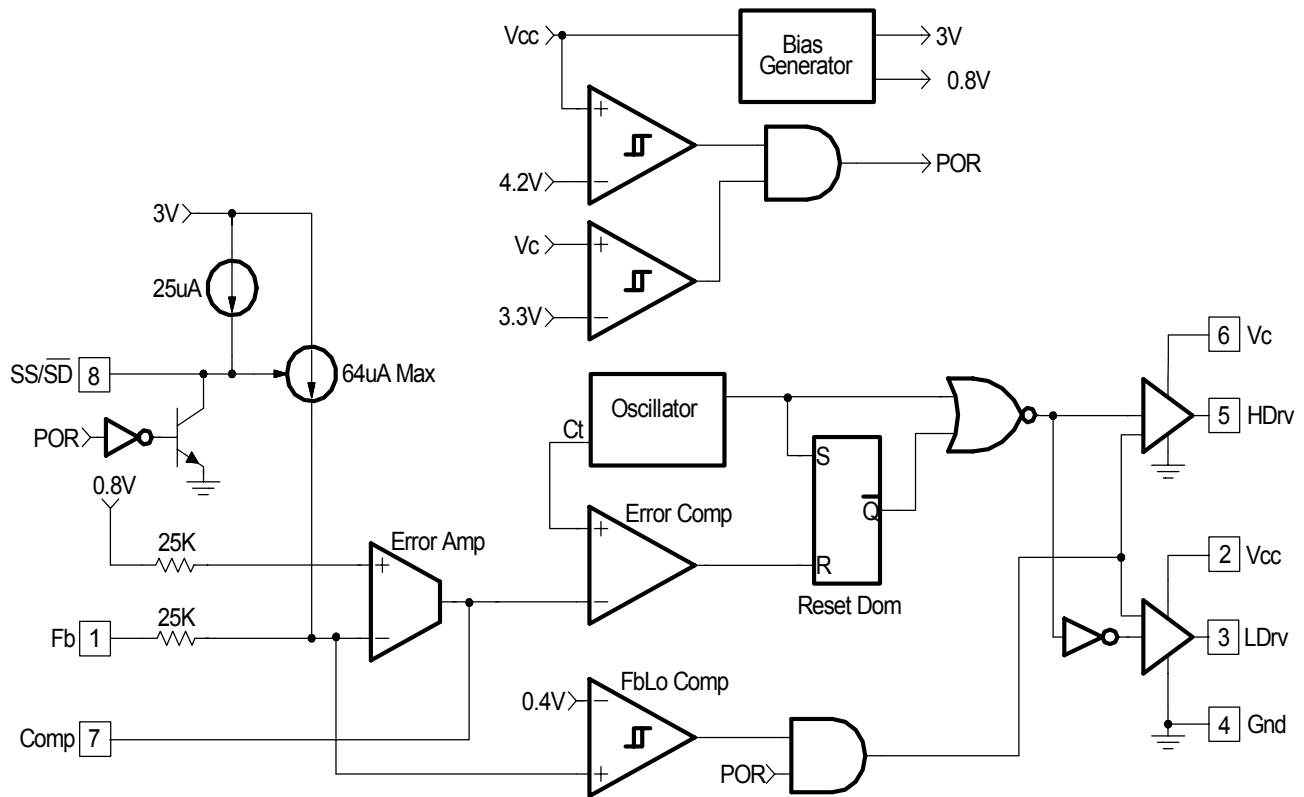 Vcc
Bias
Generator
3V
0.8V
+
4.2V
−
POR
Vc
+
3.3V
−
3V
25uA
SS/S̅D̅ 8
64uA Max
POR
0.8V
25K
Error Amp
+
Fb 1
25K
−
Comp 7
Oscillator
Ct
Error Comp
+
−
S
Q̅
R
Reset Dom
FbLo Comp
0.4V
−
+
POR
6 Vc
5 HDrv
2 Vcc
3 LDrv
4 Gnd